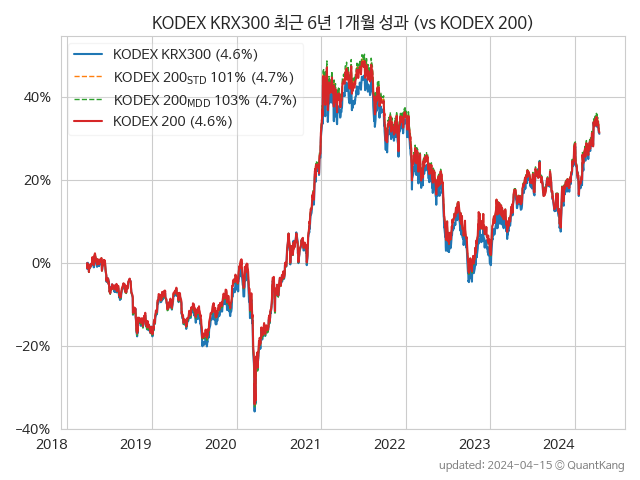 KODEX KRX300 최근 6년 1개월 성과 (vs KODEX 200)
KODEX KRX300 (4.6%)
KODEX 200STD 101% (4.7%)
KODEX 200MDD 103% (4.7%)
KODEX 200 (4.6%)
40%
20%
0%
−20%
−40%
2018 2019 2020 2021 2022 2023 2024
updated: 2024-04-15 © QuantKang